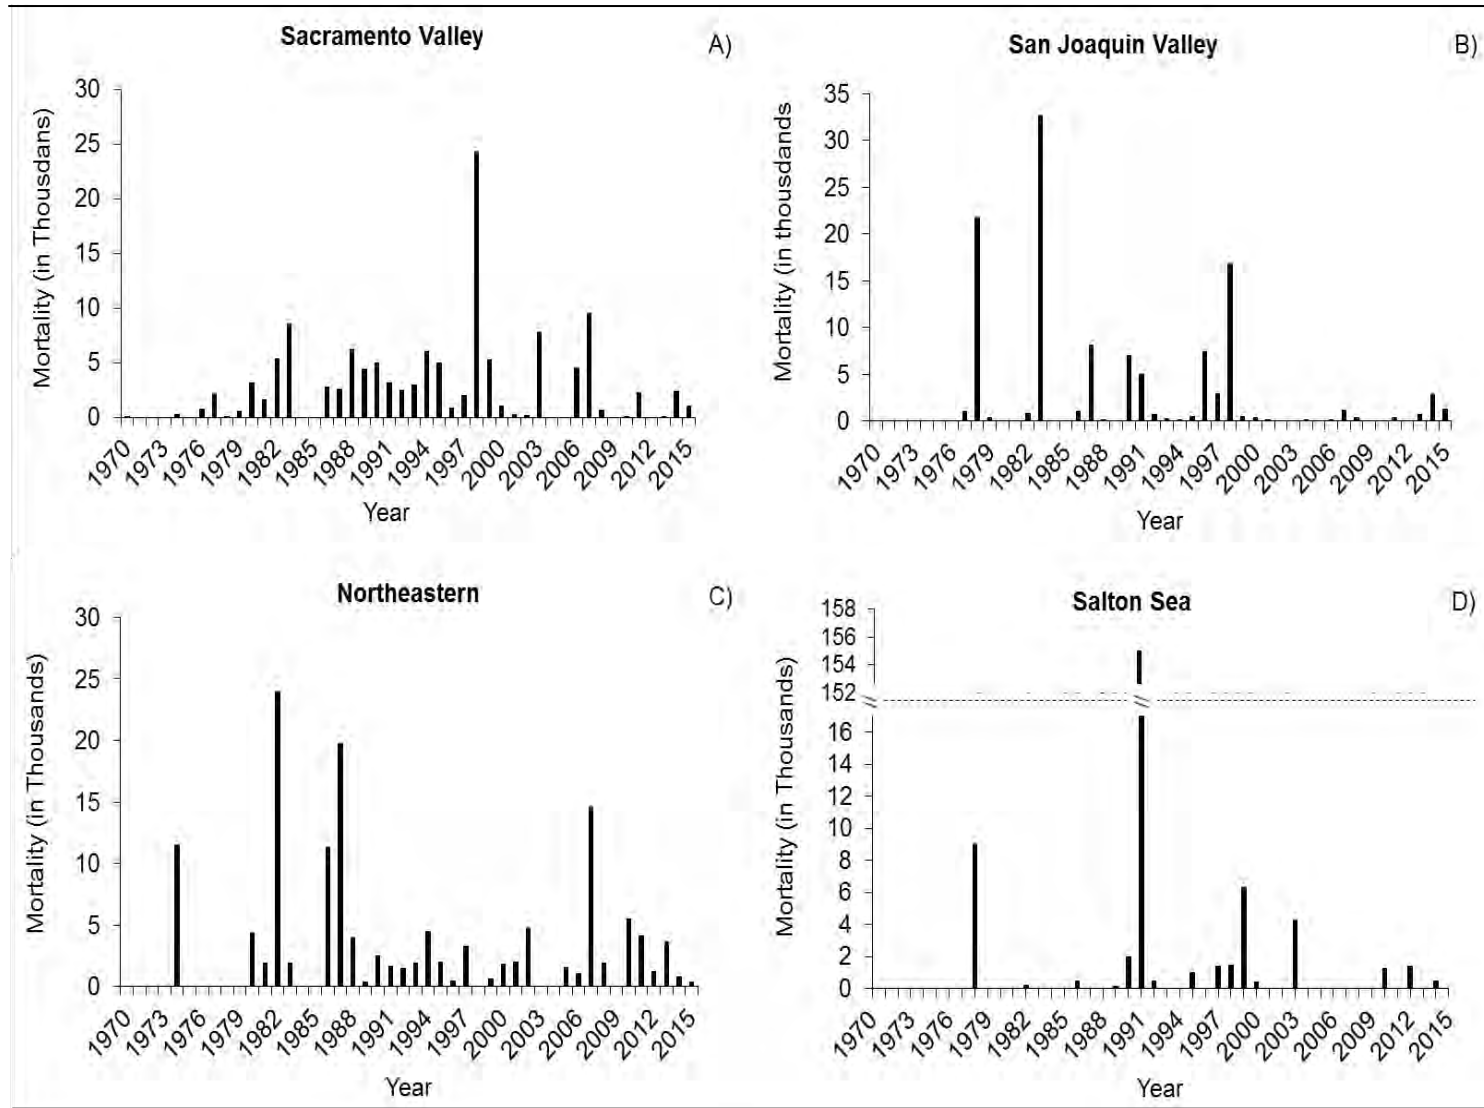 Sacramento Valley
A)
Mortality (in Thousdans)
30
25
20
15
10
5
0
1970 1973 1976 1979 1982 1985 1988 1991 1994 1997 2000 2003 2006 2009 2012 2015
Year
San Joaquin Valley
B)
Mortality (in thousdands
35
30
25
20
15
10
5
0
1970 1973 1976 1979 1982 1985 1988 1991 1994 1997 2000 2003 2006 2009 2012 2015
Year
Northeastern
C)
Mortality (in Thousands)
30
25
20
15
10
5
0
1970 1973 1976 1979 1982 1985 1988 1991 1994 1997 2000 2003 2006 2009 2012 2015
Year
Salton Sea
D)
Mortality (in Thousands)
158
156
154
152
16
14
12
10
8
6
4
2
0
1970 1973 1976 1979 1982 1985 1988 1991 1994 1997 2000 2003 2006 2009 2012 2015
Year